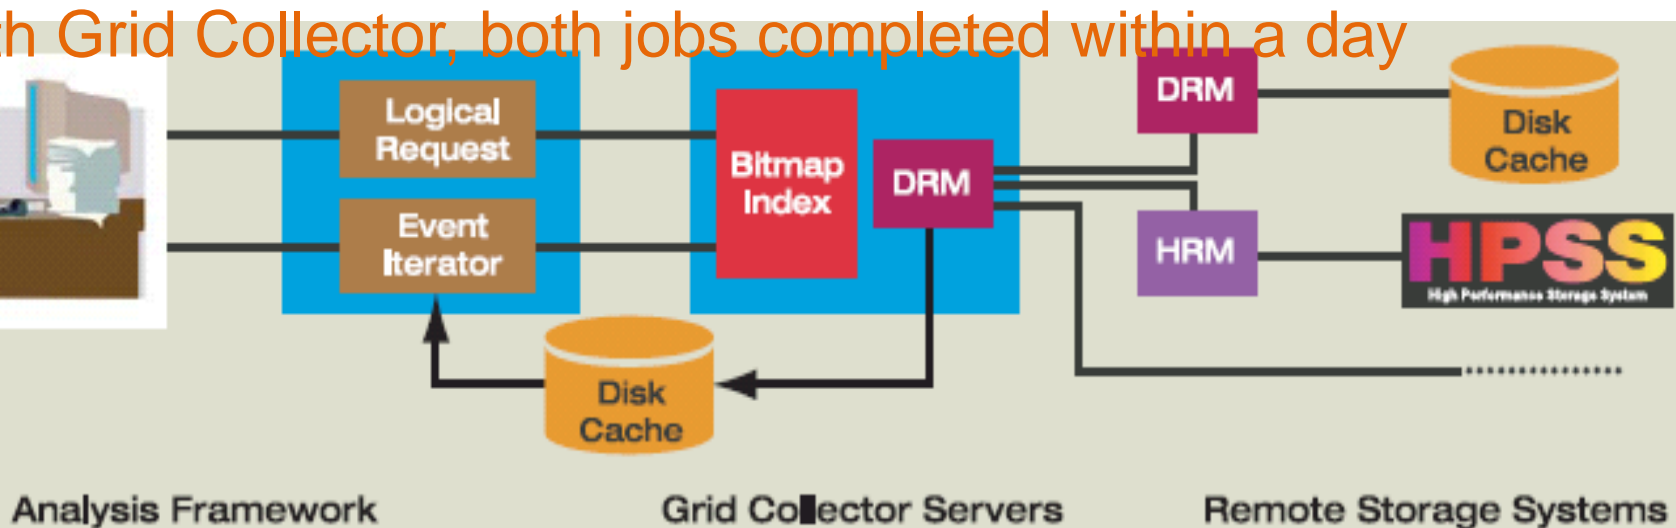 th Grid Collector, both jobs completed within a day
Logical
Request
Event
Iterator
Bitmap
Index
DRM
DRM
HRM
Disk
Cache
HPSS
High Performance Storage System
Disk
Cache
Analysis Framework
Grid Collector Servers
Remote Storage Systems